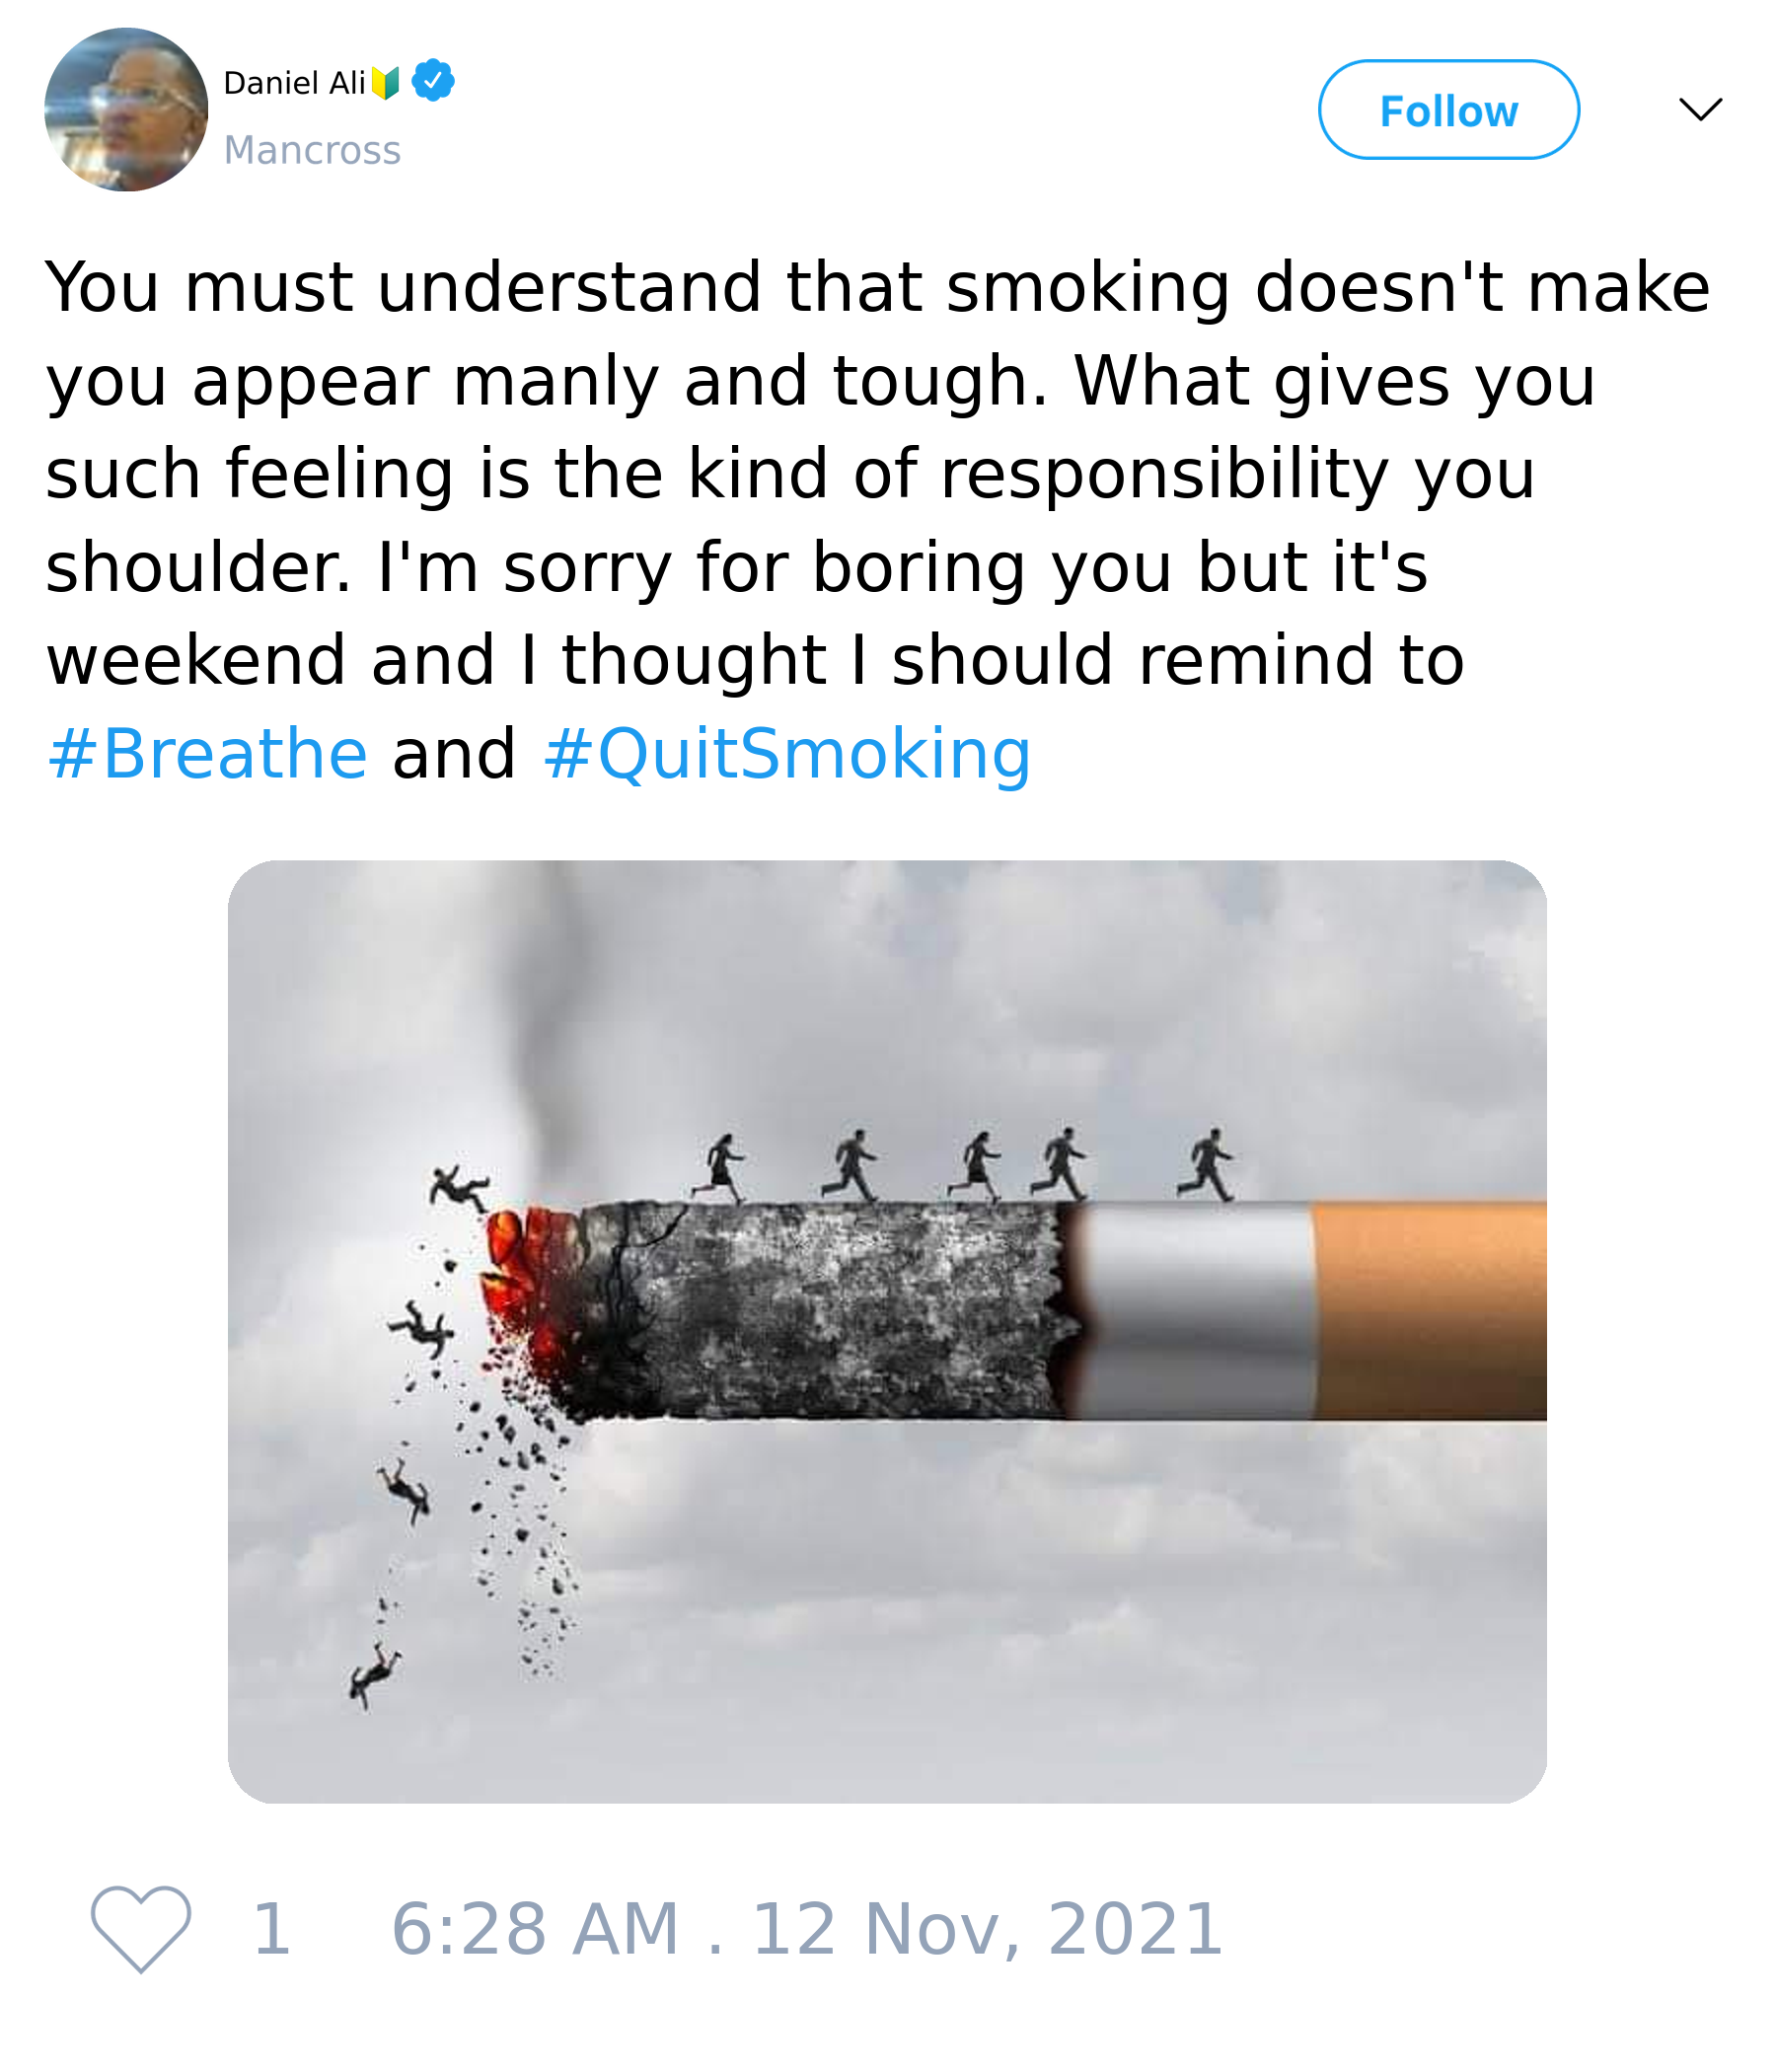 Daniel Ali🔰
Mancross
Follow
You must understand that smoking doesn't make
you appear manly and tough. What gives you
such feeling is the kind of responsibility you
shoulder. I'm sorry for boring you but it's
weekend and I thought I should remind to
#Breathe and #QuitSmoking
1 6:28 AM . 12 Nov, 2021